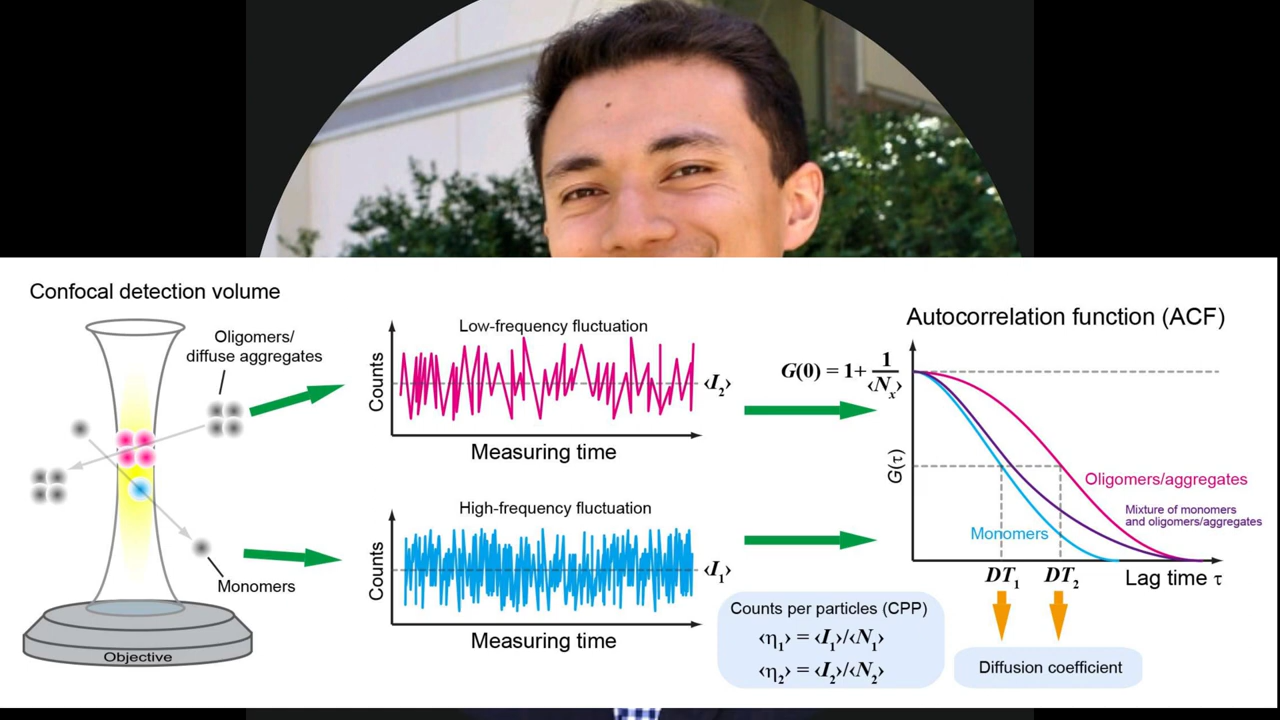 Confocal detection volume
Oligomers/
diffuse aggregates
Monomers
Objective
Low-frequency fluctuation
Counts
‹I₂›
Measuring time
High-frequency fluctuation
Counts
‹I₁›
Measuring time
Counts per particles (CPP)
‹η₁› = ‹I₁›/‹N₁›
‹η₂› = ‹I₂›/‹N₂›
Autocorrelation function (ACF)
G(0) = 1+ 1/‹Nₓ›
G(τ)
Oligomers/aggregates
Mixture of monomers
and oligomers/aggregates
Monomers
DT₁ DT₂ Lag time τ
Diffusion coefficient